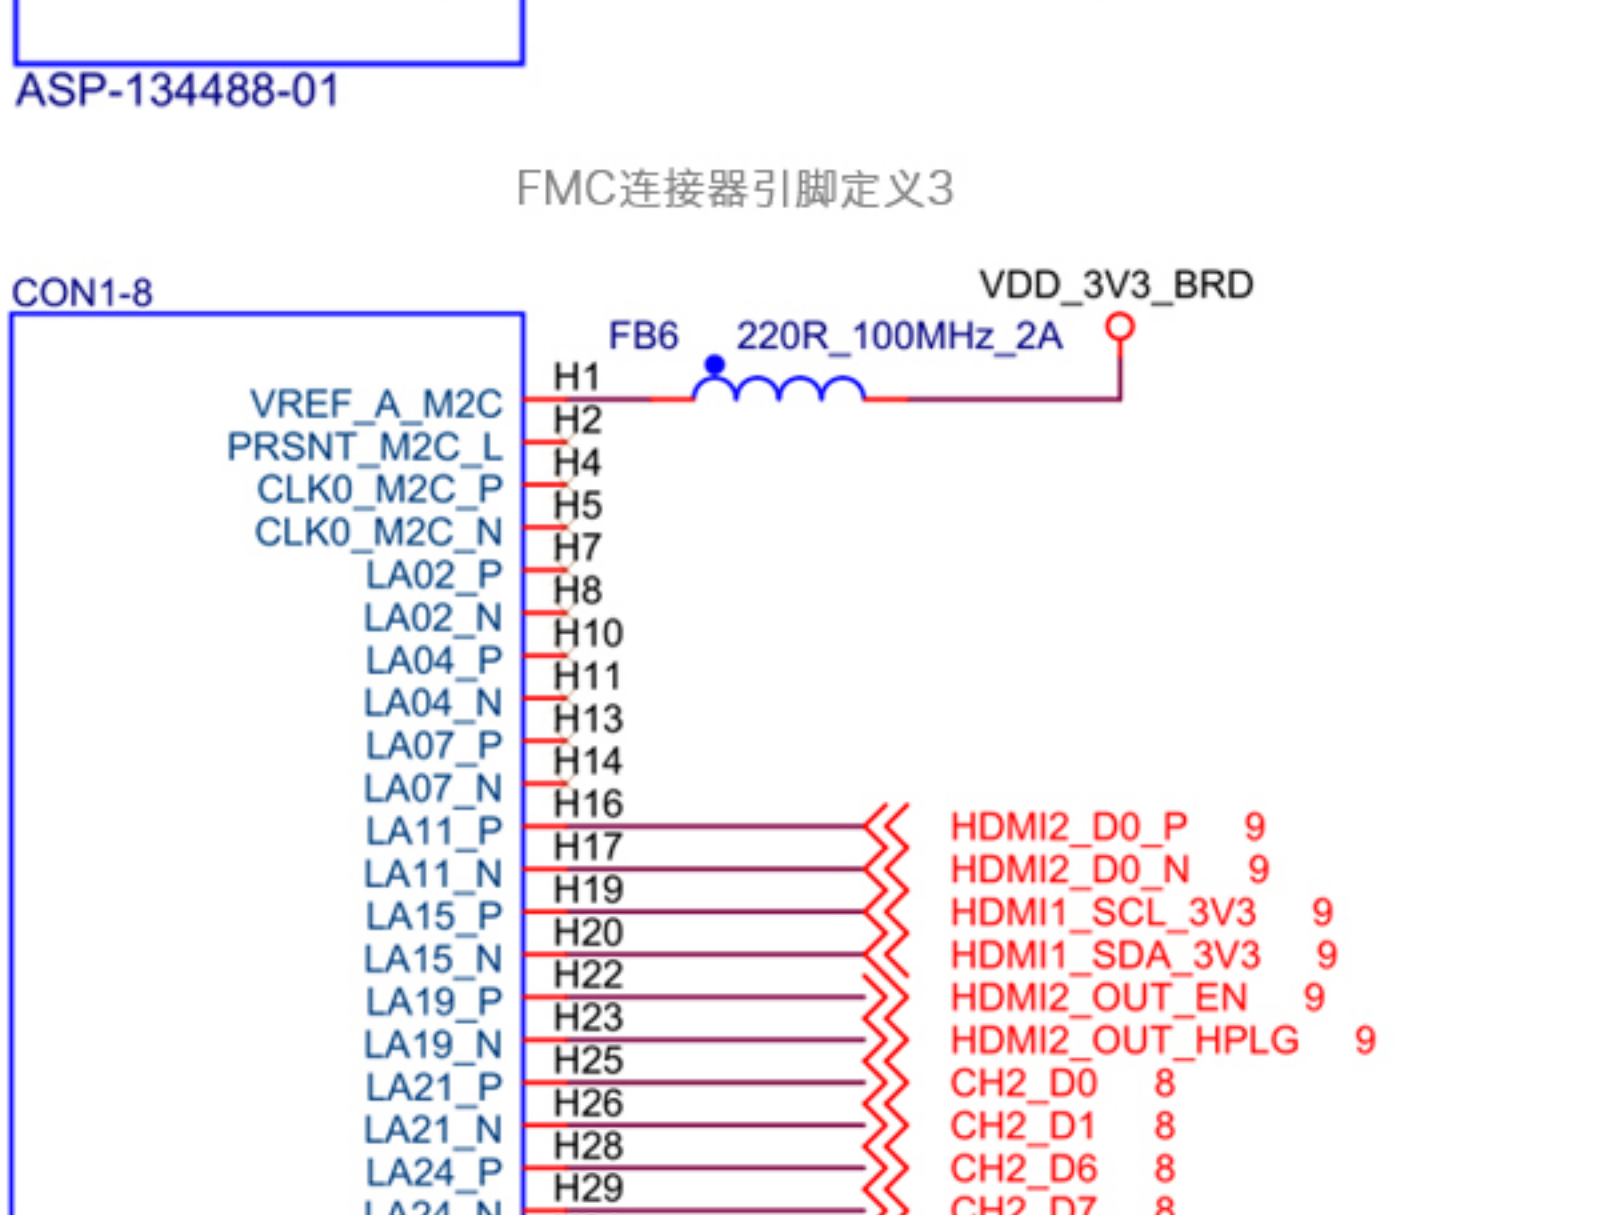 ASP-134488-01
FMC连接器引脚定义3
CON1-8
VDD_3V3_BRD
FB6 220R_100MHz_2A
VREF_A_M2C H1
PRSNT_M2C_L H2
CLK0_M2C_P H4
CLK0_M2C_N H5
LA02_P H7
LA02_N H8
LA04_P H10
LA04_N H11
LA07_P H13
LA07_N H14
LA11_P H16 HDMI2_D0_P 9
LA11_N H17 HDMI2_D0_N 9
LA15_P H19 HDMI1_SCL_3V3 9
LA15_N H20 HDMI1_SDA_3V3 9
LA19_P H22 HDMI2_OUT_EN 9
LA19_N H23 HDMI2_OUT_HPLG 9
LA21_P H25 CH2_D0 8
LA21_N H26 CH2_D1 8
LA24_P H28 CH2_D6 8
LA24_N H29 CH2_D7 8